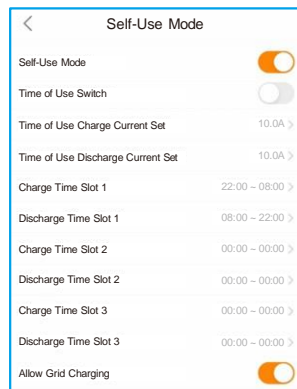 Self-Use Mode
Self-Use Mode
Time of Use Switch
Time of Use Charge Current Set 10.0A >
Time of Use Discharge Current Set 10.0A >
Charge Time Slot 1 22:00 ~ 08:00 >
Discharge Time Slot 1 08:00 ~ 22:00 >
Charge Time Slot 2 00:00 ~ 00:00 >
Discharge Time Slot 2 00:00 ~ 00:00 >
Charge Time Slot 3 00:00 ~ 00:00 >
Discharge Time Slot 3 00:00 ~ 00:00 >
Allow Grid Charging